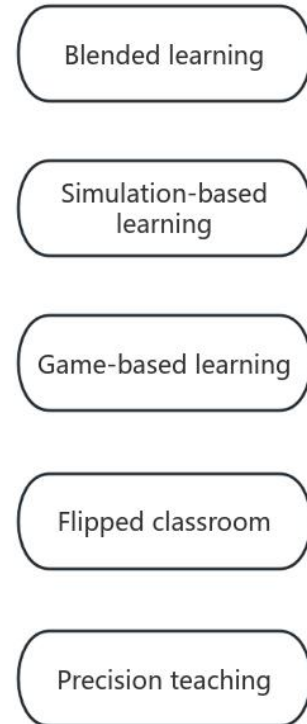 Blended learning
Simulation-based
learning
Game-based learning
Flipped classroom
Precision teaching